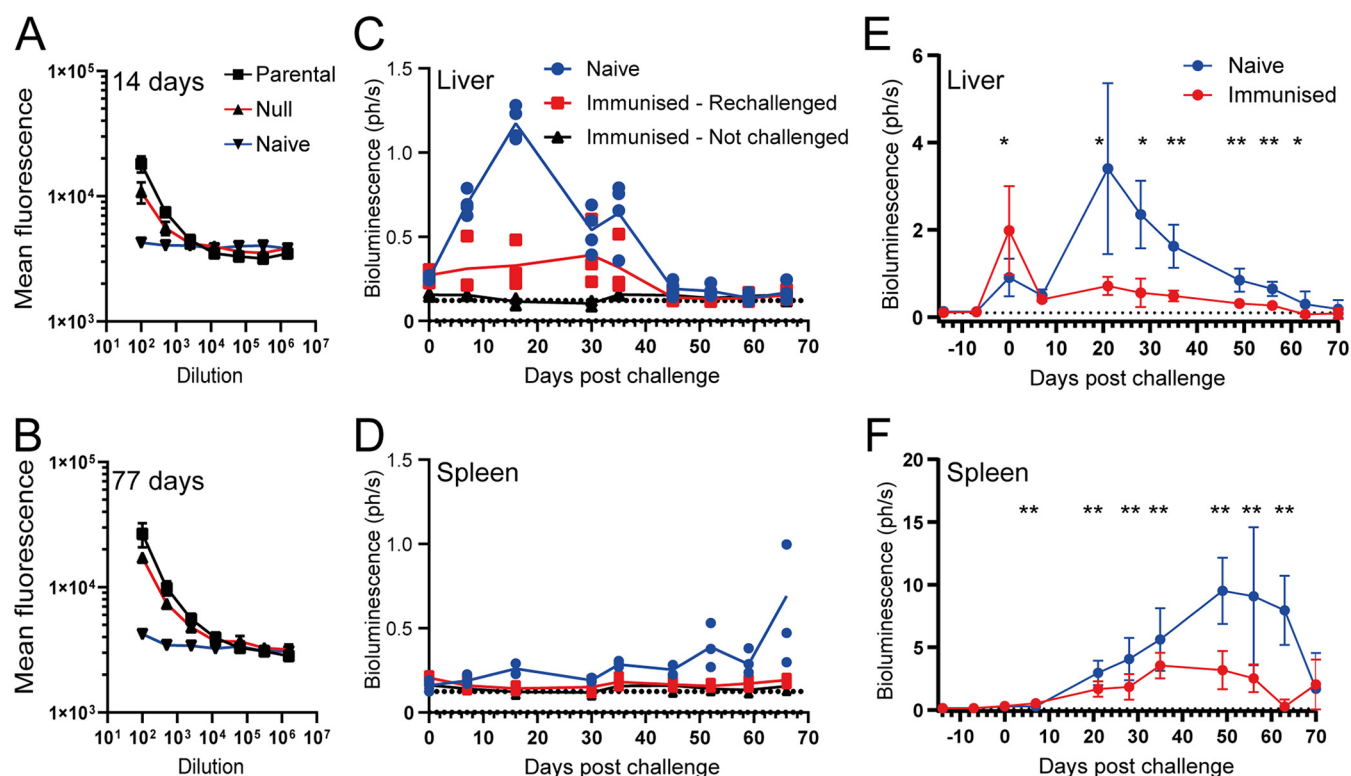 A
14 days
Parental
Null
Naive
1×10⁵
1×10⁴
1×10³
Mean fluorescence
10¹ 10² 10³ 10⁴ 10⁵ 10⁶ 10⁷
Dilution
B
77 days
1×10⁵
1×10⁴
1×10³
Mean fluorescence
10¹ 10² 10³ 10⁴ 10⁵ 10⁶ 10⁷
Dilution
C
Liver
Naive
Immunised - Rechallenged
Immunised - Not challenged
Bioluminescence (ph/s)
1.5
1.0
0.5
0
0 10 20 30 40 50 60 70
Days post challenge
D
Spleen
Bioluminescence (ph/s)
1.5
1.0
0.5
0
0 10 20 30 40 50 60 70
Days post challenge
E
Liver
Naive
Immunised
Bioluminescence (ph/s)
6
4
2
0
* * * ** ** ** *
-10 0 10 20 30 40 50 60 70
Days post challenge
F
Spleen
Bioluminescence (ph/s)
20
15
10
5
0
** ** ** ** ** ** **
-10 0 10 20 30 40 50 60 70
Days post challenge